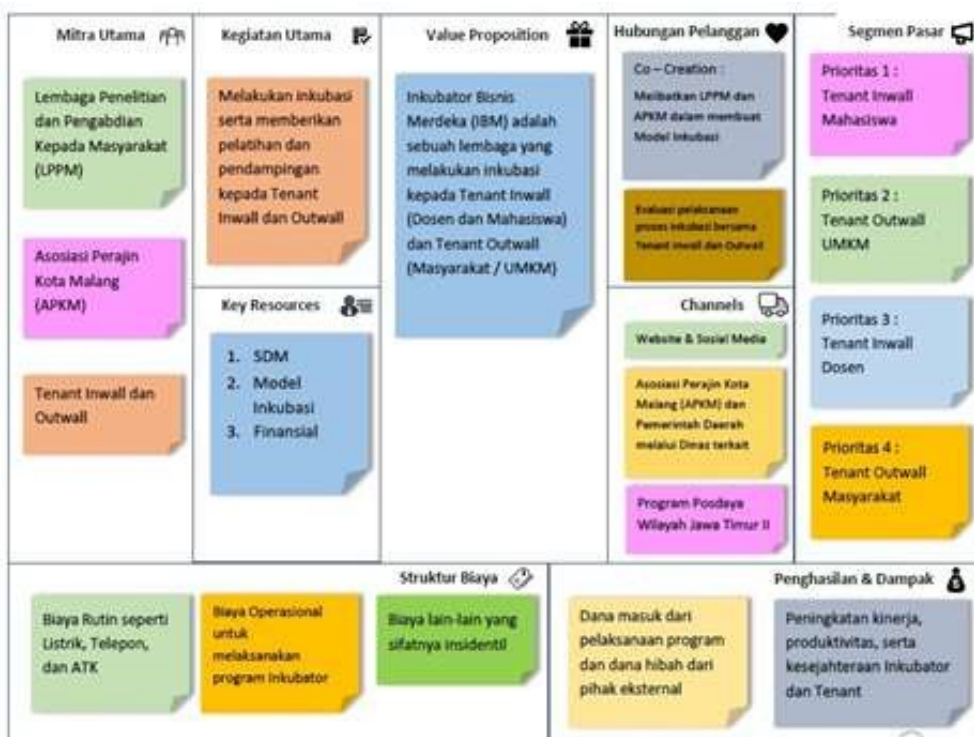 Mitra Utama
Lembaga Penelitian
dan Pengabdian
Kepada Masyarakat
(LPPM)
Asosiasi Perajin
Kota Malang
(APKM)
Tenant Inwall dan
Outwall
Kegiatan Utama
Melakukan inkubasi
serta memberikan
pelatihan dan
pendampingan
kepada Tenant
Inwall dan Outwall
Key Resources
1. SDM
2. Model
Inkubasi
3. Finansial
Value Proposition
Inkubator Bisnis
Merdeka (IBM) adalah
sebuah lembaga yang
melakukan inkubasi
kepada Tenant Inwall
(Dosen dan Mahasiswa)
dan Tenant Outwall
(Masyarakat / UMKM)
Hubungan Pelanggan
Co – Creation :
Melibatkan LPPM dan
APKM dalam membuat
Model Inkubasi
Evaluasi pelaksanaan
proses inkubasi bersama
Tenant Inwall dan Outwall
Channels
Website & Sosial Media
Asosiasi Perajin Kota
Malang (APKM) dan
Pemerintah Daerah
melalui Dinas terkait
Program Posdaya
Wilayah Jawa Timur II
Segmen Pasar
Prioritas 1 :
Tenant Inwall
Mahasiswa
Prioritas 2 :
Tenant Outwall
UMKM
Prioritas 3 :
Tenant Inwall
Dosen
Prioritas 4 :
Tenant Outwall
Masyarakat
Struktur Biaya
Biaya Rutin seperti
Listrik, Telepon,
dan ATK
Biaya Operasional
untuk
melaksanakan
program Inkubator
Biaya lain-lain yang
sifatnya insidentil
Penghasilan & Dampak
Dana masuk dari
pelaksanaan program
dan dana hibah dari
pihak eksternal
Peningkatan kinerja,
produktivitas, serta
kesejahteraan Inkubator
dan Tenant